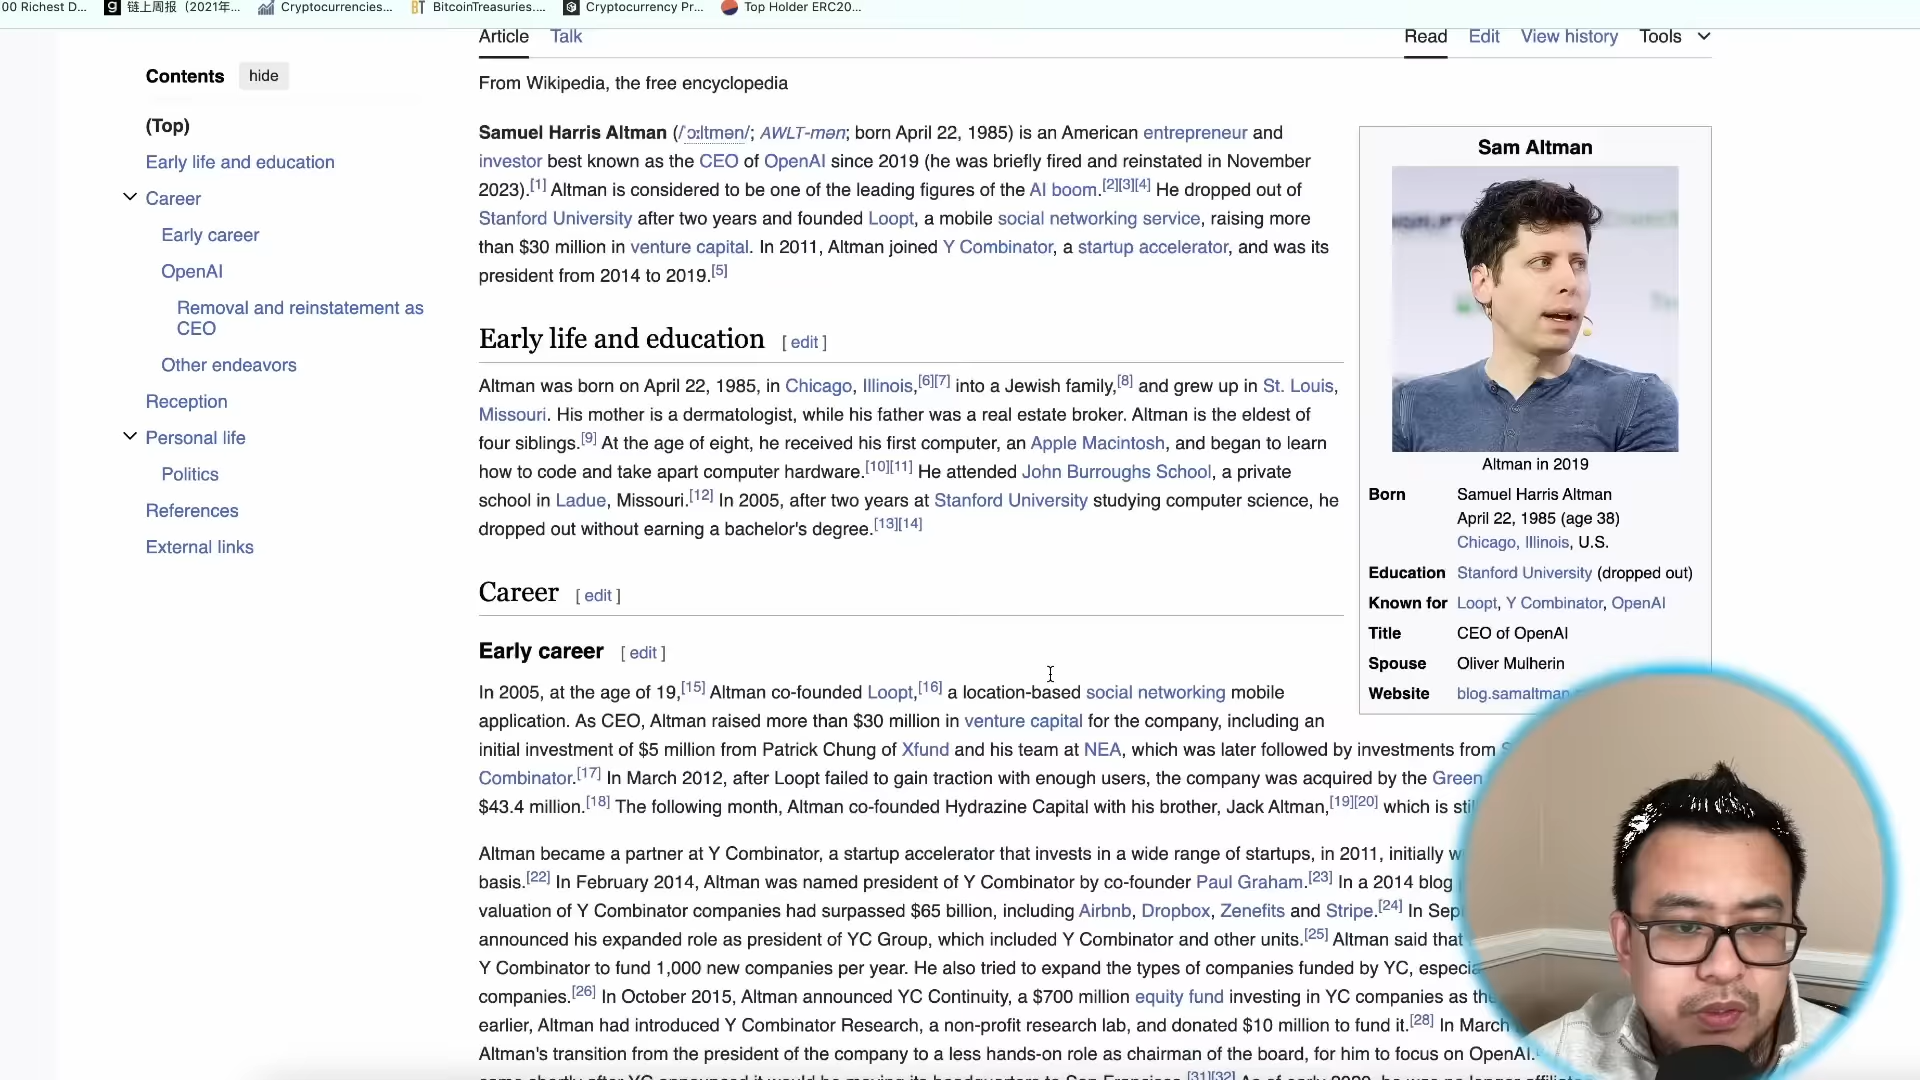 00 Richest D...
链上周报（2021年...
Cryptocurrencies...
BitcoinTreasuries....
Cryptocurrency Pr...
Top Holder ERC20...
Article Talk
Read Edit View history Tools
Contents hide
(Top)
Early life and education
Career
Early career
OpenAI
Removal and reinstatement as
CEO
Other endeavors
Reception
Personal life
Politics
References
External links
From Wikipedia, the free encyclopedia
Samuel Harris Altman (/ˈɔːltmən/; AWLT-mən; born April 22, 1985) is an American entrepreneur and
investor best known as the CEO of OpenAI since 2019 (he was briefly fired and reinstated in November
2023).[1] Altman is considered to be one of the leading figures of the AI boom.[2][3][4] He dropped out of
Stanford University after two years and founded Loopt, a mobile social networking service, raising more
than $30 million in venture capital. In 2011, Altman joined Y Combinator, a startup accelerator, and was its
president from 2014 to 2019.[5]
Early life and education [ edit ]
Altman was born on April 22, 1985, in Chicago, Illinois,[6][7] into a Jewish family,[8] and grew up in St. Louis,
Missouri. His mother is a dermatologist, while his father was a real estate broker. Altman is the eldest of
four siblings.[9] At the age of eight, he received his first computer, an Apple Macintosh, and began to learn
how to code and take apart computer hardware.[10][11] He attended John Burroughs School, a private
school in Ladue, Missouri.[12] In 2005, after two years at Stanford University studying computer science, he
dropped out without earning a bachelor's degree.[13][14]
Career [ edit ]
Early career [ edit ]
In 2005, at the age of 19,[15] Altman co-founded Loopt,[16] a location-based social networking mobile
application. As CEO, Altman raised more than $30 million in venture capital for the company, including an
initial investment of $5 million from Patrick Chung of Xfund and his team at NEA, which was later followed by investments from
Combinator.[17] In March 2012, after Loopt failed to gain traction with enough users, the company was acquired by the Green
$43.4 million.[18] The following month, Altman co-founded Hydrazine Capital with his brother, Jack Altman,[19][20] which is
Altman became a partner at Y Combinator, a startup accelerator that invests in a wide range of startups, in 2011, initially
basis.[22] In February 2014, Altman was named president of Y Combinator by co-founder Paul Graham.[23] In a 2014 blog
valuation of Y Combinator companies had surpassed $65 billion, including Airbnb, Dropbox, Zenefits and Stripe.[24] In
announced his expanded role as president of YC Group, which included Y Combinator and other units.[25] Altman said that
Y Combinator to fund 1,000 new companies per year. He also tried to expand the types of companies funded by YC,
companies.[26] In October 2015, Altman announced YC Continuity, a $700 million equity fund investing in YC companies as
earlier, Altman had introduced Y Combinator Research, a non-profit research lab, and donated $10 million to fund it.[28] In March
Altman's transition from the president of the company to a less hands-on role as chairman of the board, for him to focus on OpenAI.
Sam Altman
Altman in 2019
Born Samuel Harris Altman
April 22, 1985 (age 38)
Chicago, Illinois, U.S.
Education Stanford University (dropped out)
Known for Loopt, Y Combinator, OpenAI
Title CEO of OpenAI
Spouse Oliver Mulherin
Website blog.samaltman